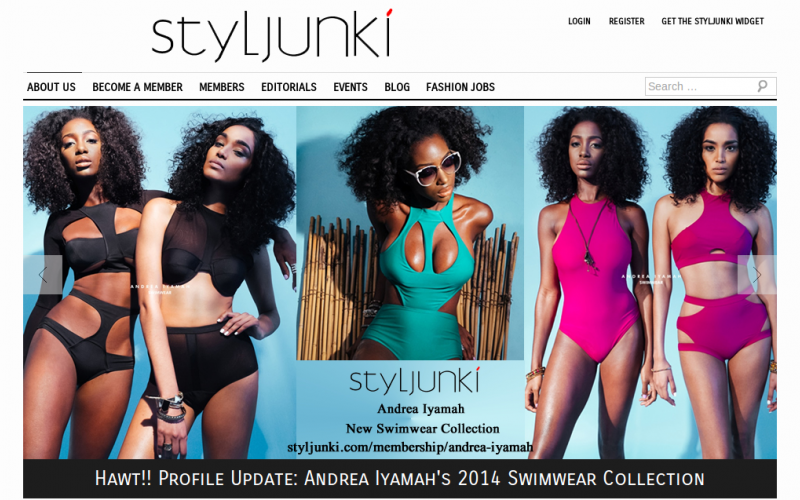 styljunki
LOGIN REGISTER GET THE STYLJUNKI WIDGET
ABOUT US BECOME A MEMBER MEMBERS EDITORIALS EVENTS BLOG FASHION JOBS
Search ...
ANDREA IYAMAH
SWIMWEAR
ANDREA IYAMAH
SWIMWEAR
styljunki
Andrea Iyamah
New Swimwear Collection
styljunki.com/membership/andrea-iyamah
Hawt!! Profile Update: Andrea Iyamah's 2014 Swimwear Collection